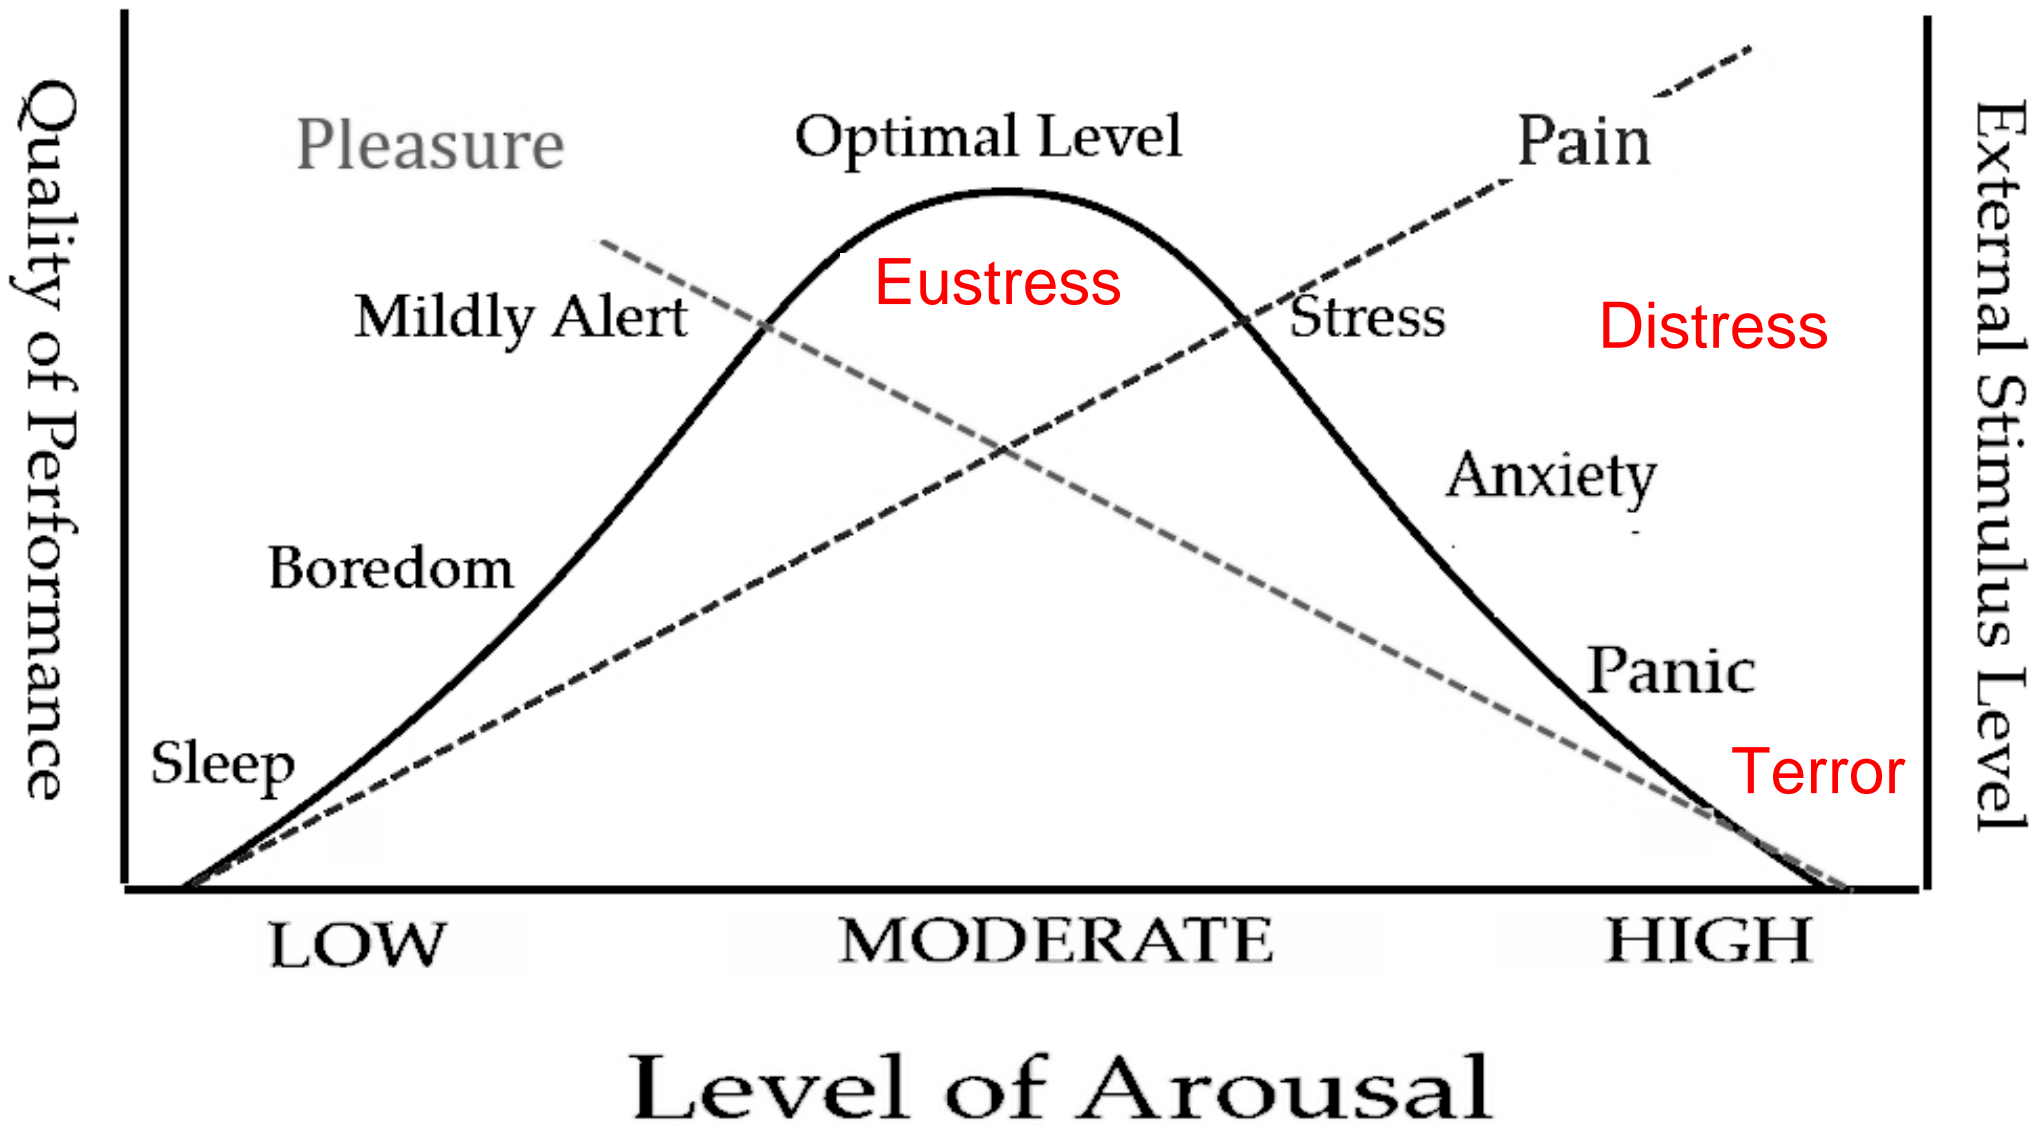 Quality of Performance
External Stimulus Level
Pleasure
Optimal Level
Pain
Mildly Alert
Eustress
Stress
Distress
Anxiety
Boredom
Panic
Sleep
Terror
LOW
MODERATE
HIGH
Level of Arousal